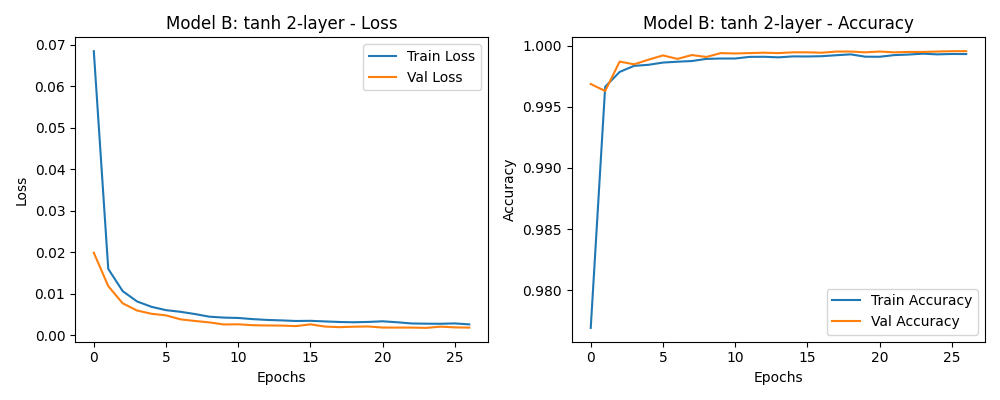 Model B: tanh 2-layer - Loss
0.07
0.06
0.05
0.04
0.03
0.02
0.01
0.00
Loss
0
5
10
15
20
25
Epochs
Train Loss
Val Loss
Model B: tanh 2-layer - Accuracy
1.000
0.995
0.990
0.985
0.980
Accuracy
0
5
10
15
20
25
Epochs
Train Accuracy
Val Accuracy